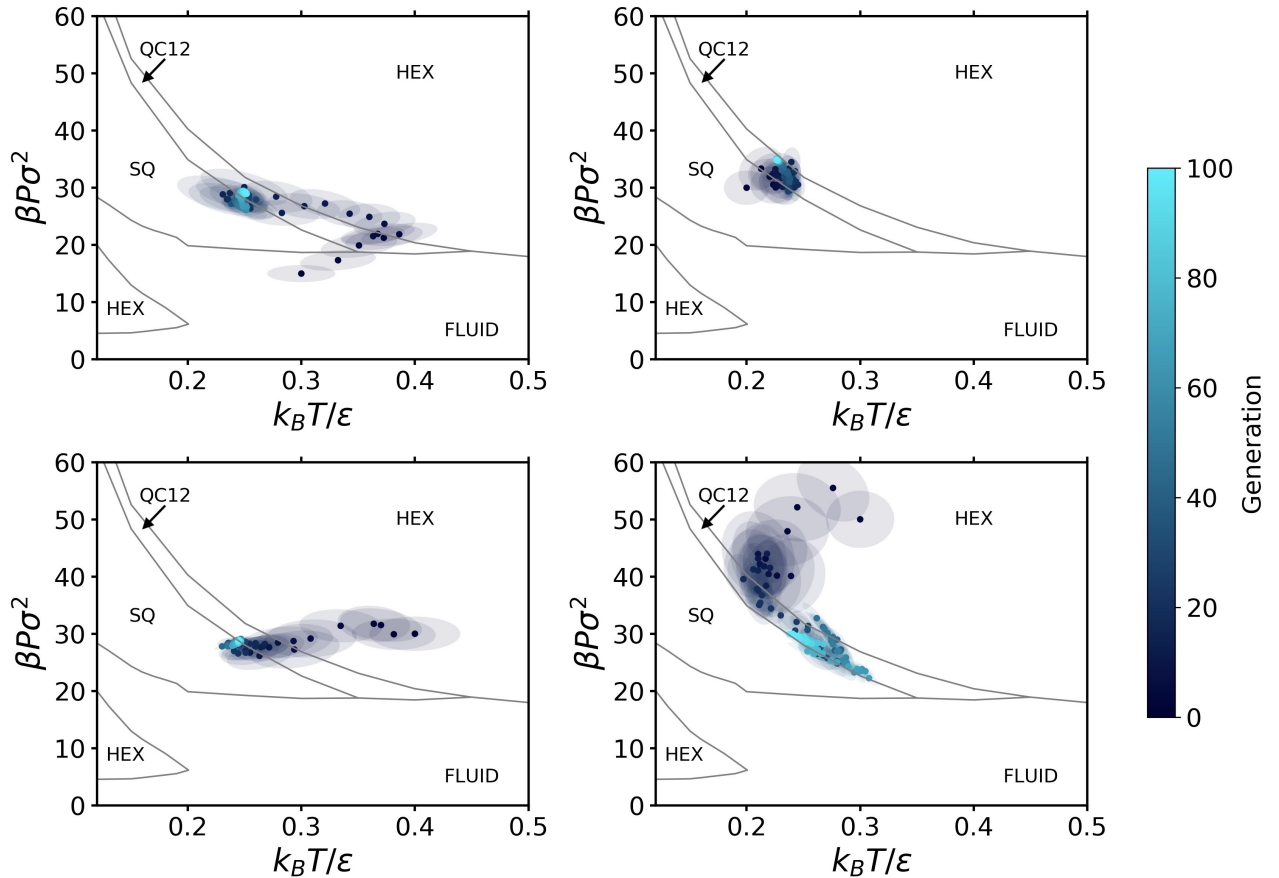 60
50
40
30
20
10
0
βPσ²
QC12
HEX
SQ
HEX
FLUID
0.2 0.3 0.4 0.5
k_BT/ε
60
50
40
30
20
10
0
βPσ²
QC12
HEX
SQ
HEX
FLUID
0.2 0.3 0.4 0.5
k_BT/ε
60
50
40
30
20
10
0
βPσ²
QC12
HEX
SQ
HEX
FLUID
0.2 0.3 0.4 0.5
k_BT/ε
60
50
40
30
20
10
0
βPσ²
QC12
HEX
SQ
HEX
FLUID
0.2 0.3 0.4 0.5
k_BT/ε
100
80
60
40
20
0
Generation